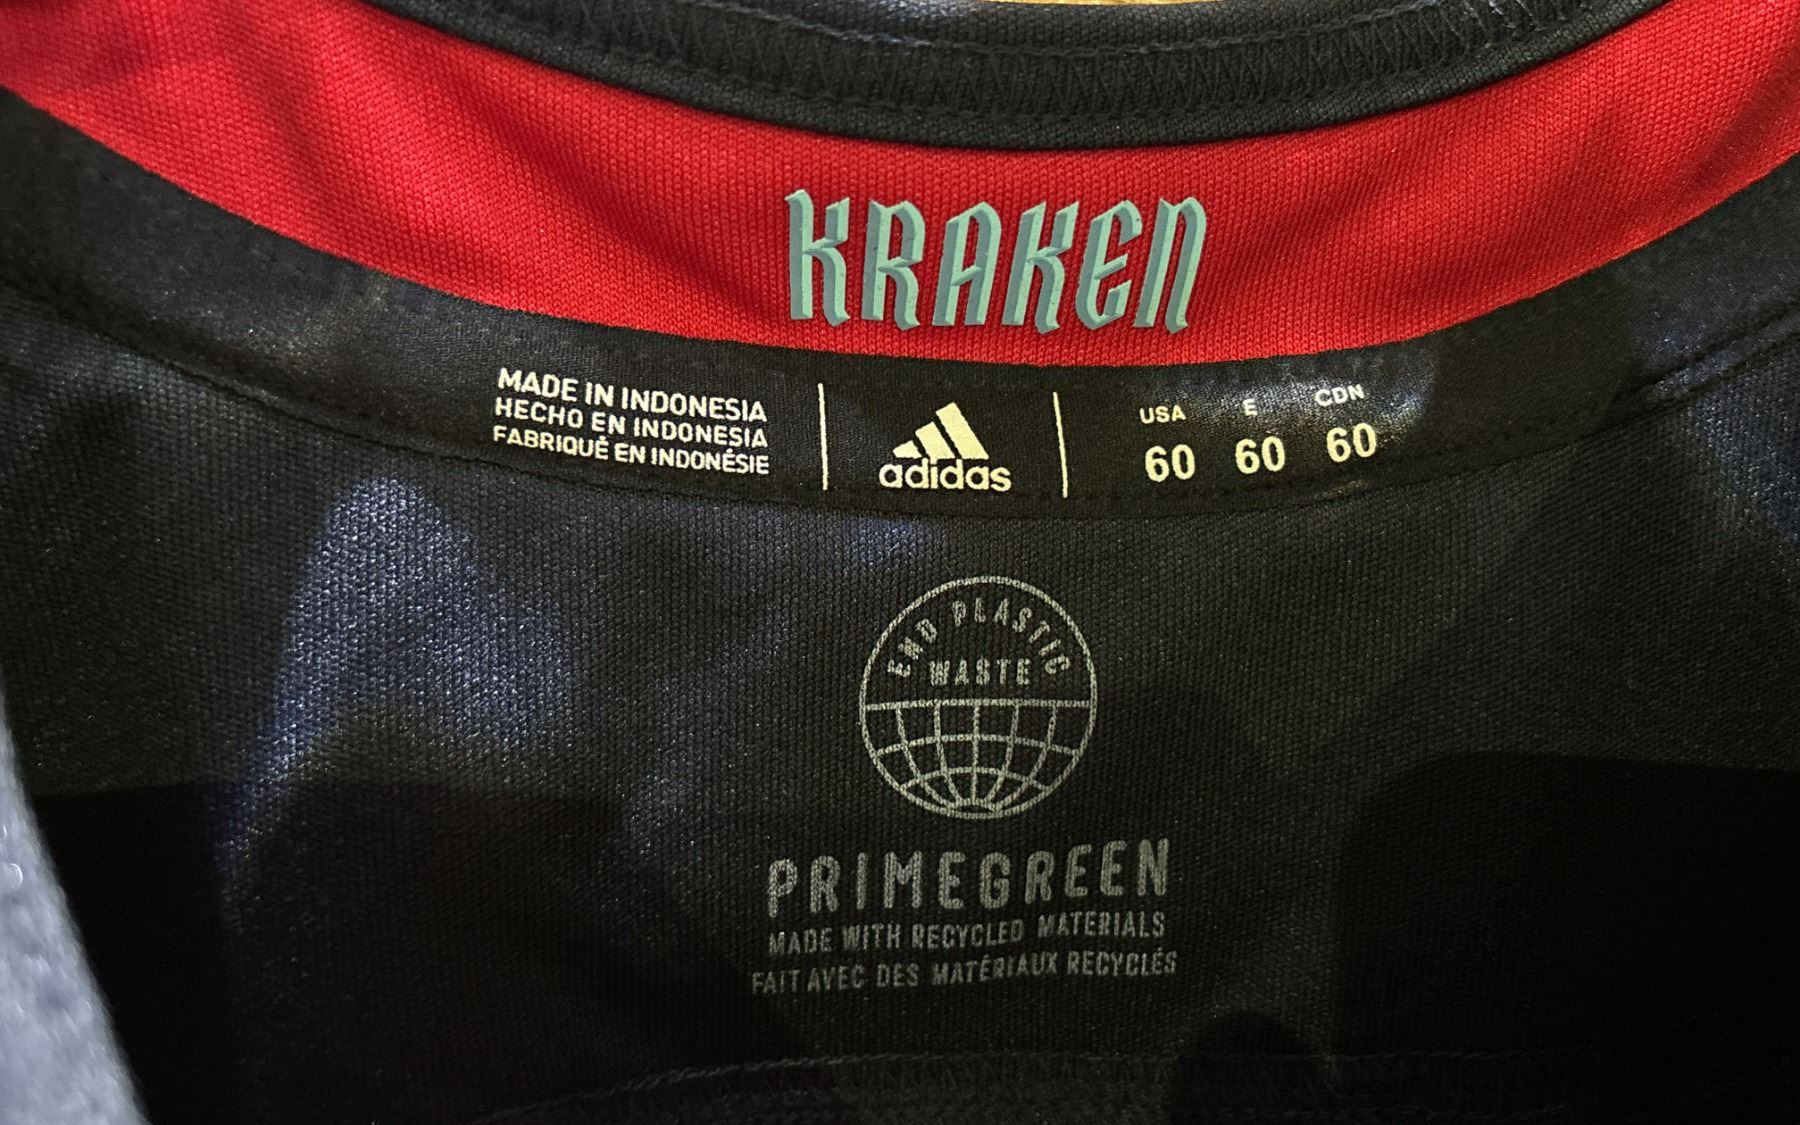 KRAKEN
MADE IN INDONESIA
HECHO EN INDONESIA
FABRIQUÉ EN INDONÉSIE
adidas
USA E CDN
60 60 60
END PLASTIC
WASTE
PRIMEGREEN
MADE WITH RECYCLED MATERIALS
FAIT AVEC DES MATÉRIAUX RECYCLÉS